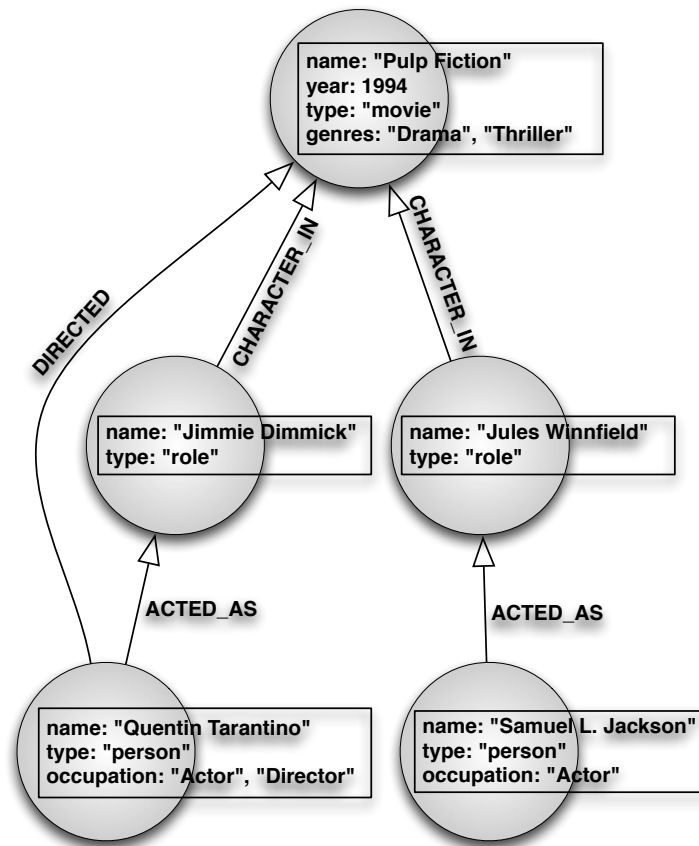 name: "Pulp Fiction"
year: 1994
type: "movie"
genres: "Drama", "Thriller"
DIRECTED
CHARACTER_IN
CHARACTER_IN
name: "Jimmie Dimmick"
type: "role"
name: "Jules Winnfield"
type: "role"
ACTED_AS
ACTED_AS
name: "Quentin Tarantino"
type: "person"
occupation: "Actor", "Director"
name: "Samuel L. Jackson"
type: "person"
occupation: "Actor"